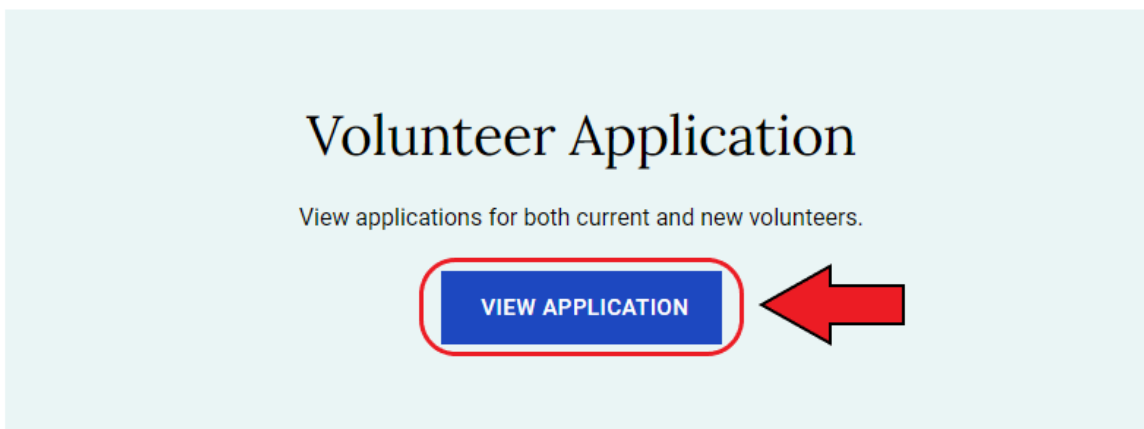 Volunteer Application
View applications for both current and new volunteers.
VIEW APPLICATION